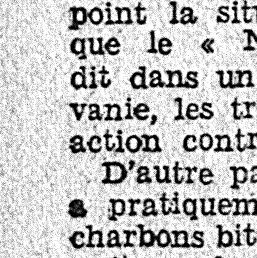 point la sit
que le « N
dit dans un
vanie, les tr
action contr
D'autre pa
a pratiquem
charbons bit